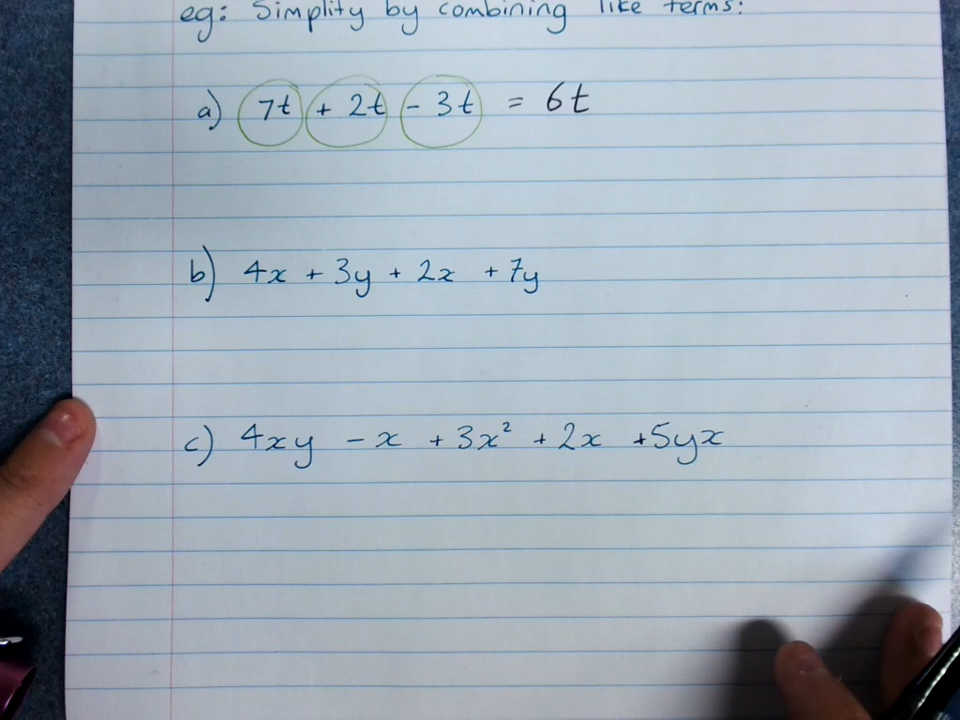 eg: Simplify by combining like terms:
a) 7t + 2t - 3t = 6t
b) 4x + 3y + 2x + 7y
c) 4xy - x + 3x² + 2x + 5yx